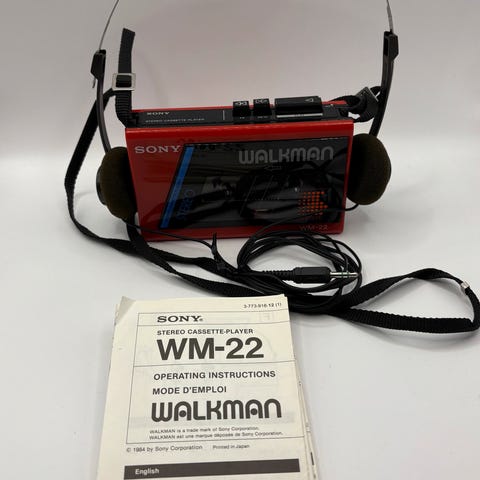 SONY
STEREO CASSETTE-PLAYER
SONY
WALKMAN
WM-22
3-773-916-12 (1)
SONY®
STEREO CASSETTE-PLAYER
WM-22
OPERATING INSTRUCTIONS
MODE D'EMPLOI
WALKMAN
WALKMAN is a trade mark of Sony Corporation.
WALKMAN est une marque déposée de Sony Corporation.
© 1984 by Sony Corporation Printed in Japan
English